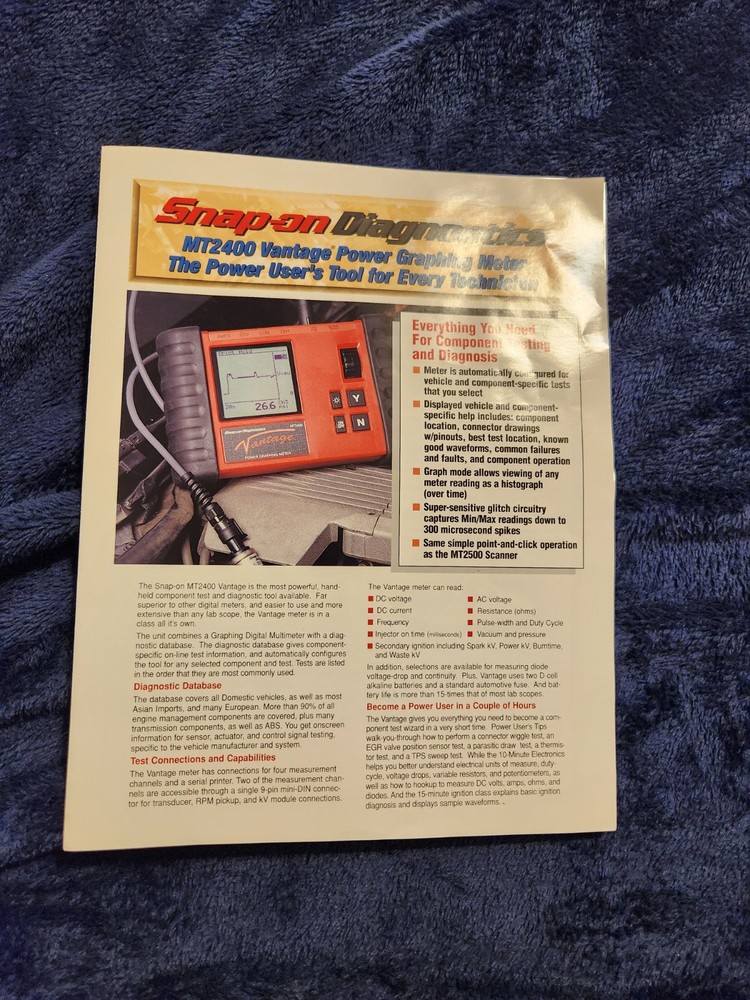 Snap-on Diagnostics
MT2400 Vantage® Power Graphing Meter
The Power User's Tool for Every Technician
Vantage
POWER GRAPHING METER
26.6
Y
N
Everything You Need
For Component Testing
and Diagnosis
■ Meter is automatically configured for
vehicle and component-specific tests
that you select
■ Displayed vehicle and component-
specific help includes: component
location, connector drawings
w/pinouts, best test location, known
good waveforms, common failures
and faults, and component operation
■ Graph mode allows viewing of any
meter reading as a histograph
(over time)
■ Super-sensitive glitch circuitry
captures Min/Max readings down to
300 microsecond spikes
■ Same simple point-and-click operation
as the MT2500 Scanner
The Snap-on MT2400 Vantage is the most powerful, hand-
held component test and diagnostic tool available. Far
superior to other digital meters, and easier to use and more
extensive than any lab scope, the Vantage meter is in a
class all it's own.
The unit combines a Graphing Digital Multimeter with a diag-
nostic database. The diagnostic database gives component-
specific on-line test information, and automatically configures
the tool for any selected component and test. Tests are listed
in the order that they are most commonly used.
Diagnostic Database
The database covers all Domestic vehicles, as well as most
Asian Imports, and many European. More than 90% of all
engine management components are covered, plus many
transmission components, as well as ABS. You get onscreen
information for sensor, actuator, and control signal testing,
specific to the vehicle manufacturer and system.
Test Connections and Capabilities
The Vantage meter has connections for four measurement
channels and a serial printer. Two of the measurement chan-
nels are accessible through a single 9-pin mini-DIN connec-
tor for transducer, RPM pickup, and kV module connections.
The Vantage meter can read:
■ DC voltage ■ AC voltage
■ DC current ■ Resistance (ohms)
■ Frequency ■ Pulse-width and Duty Cycle
■ Injector on time (milliseconds) ■ Vacuum and pressure
■ Secondary ignition including Spark kV, Power kV, Burntime,
and Waste kV
In addition, selections are available for measuring diode
voltage-drop and continuity. Plus, Vantage uses two D cell
alkaline batteries and a standard automotive fuse. And bat-
tery life is more than 15-times that of most lab scopes.
Become a Power User in a Couple of Hours
The Vantage gives you everything you need to become a com-
ponent test wizard in a very short time. Power User's Tips
walk-you-through how to perform a connector wiggle test, an
EGR valve position sensor test, a parasitic draw test, a thermis-
tor test, and a TPS sweep test. While the 10-Minute Electronics
helps you better understand electrical units of measure, duty-
cycle, voltage drops, variable resistors, and potentiometers, as
well as how to hookup to measure DC volts, amps, ohms, and
diodes. And the 15-minute ignition class explains basic ignition
diagnosis and displays sample waveforms.